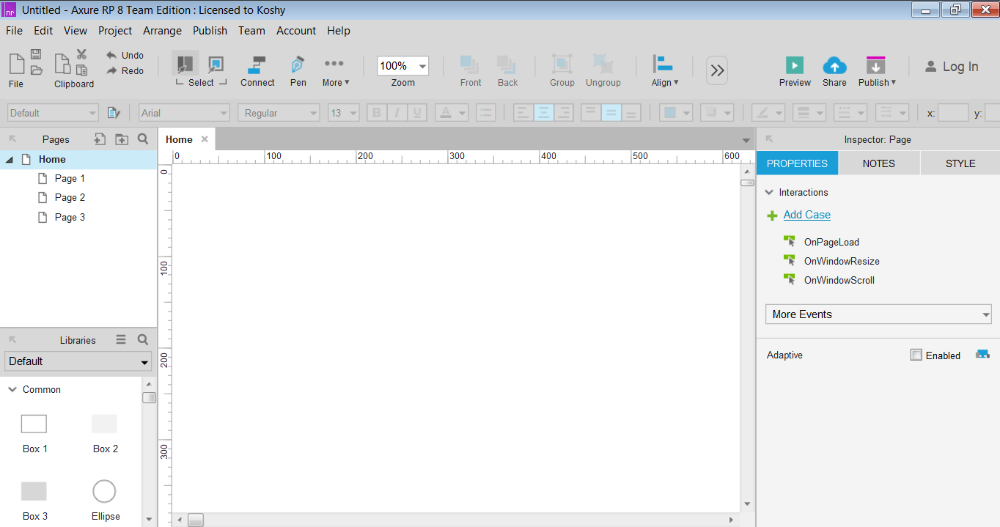 Untitled - Axure RP 8 Team Edition : Licensed to Koshy
File Edit View Project Arrange Publish Team Account Help
Undo
Redo
File Clipboard Select Connect Pen More 100% Zoom Front Back Group Ungroup Align Preview Share Publish Log In
Default Arial Regular 13 B I U A x: y:
Pages
Home
Page 1
Page 2
Page 3
Libraries
Default
Common
Box 1 Box 2
Box 3 Ellipse
Home
0 100 200 300 400 500 600
0
100
200
300
Inspector: Page
PROPERTIES NOTES STYLE
Interactions
Add Case
OnPageLoad
OnWindowResize
OnWindowScroll
More Events
Adaptive Enabled